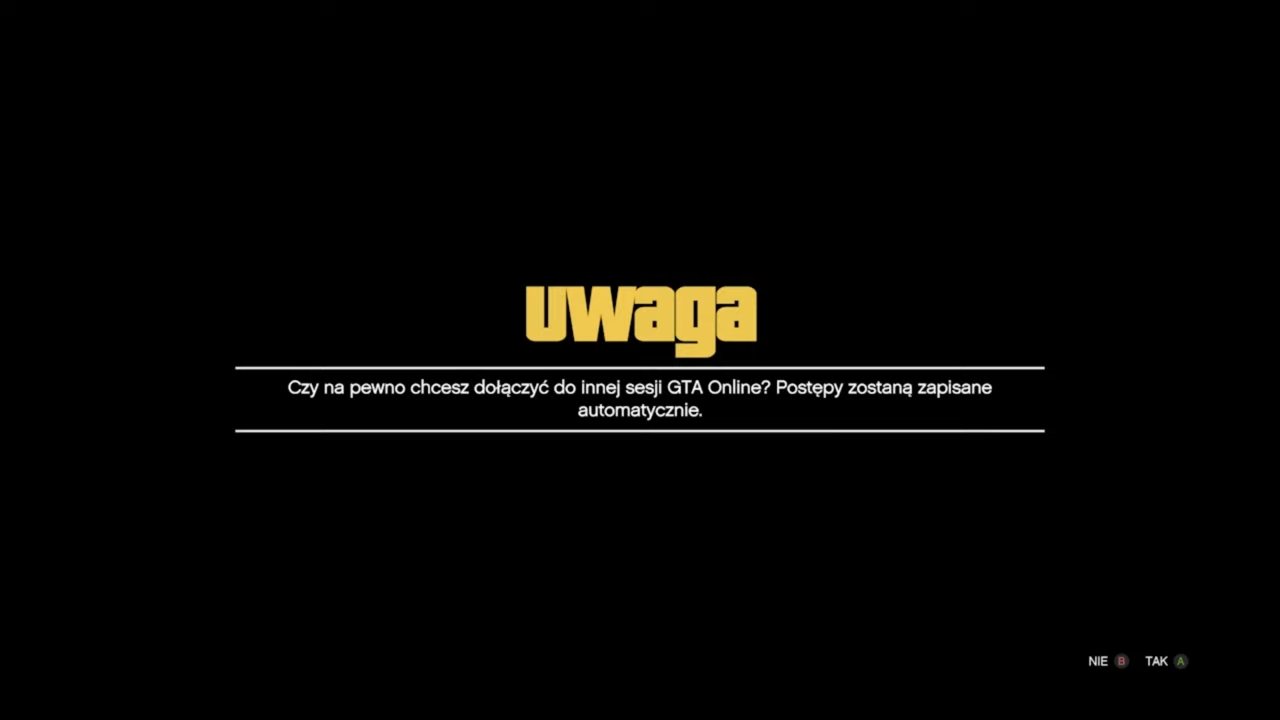 uwaga
Czy na pewno chcesz dołączyć do innej sesji GTA Online? Postępy zostaną zapisane
automatycznie.
NIE B TAK A